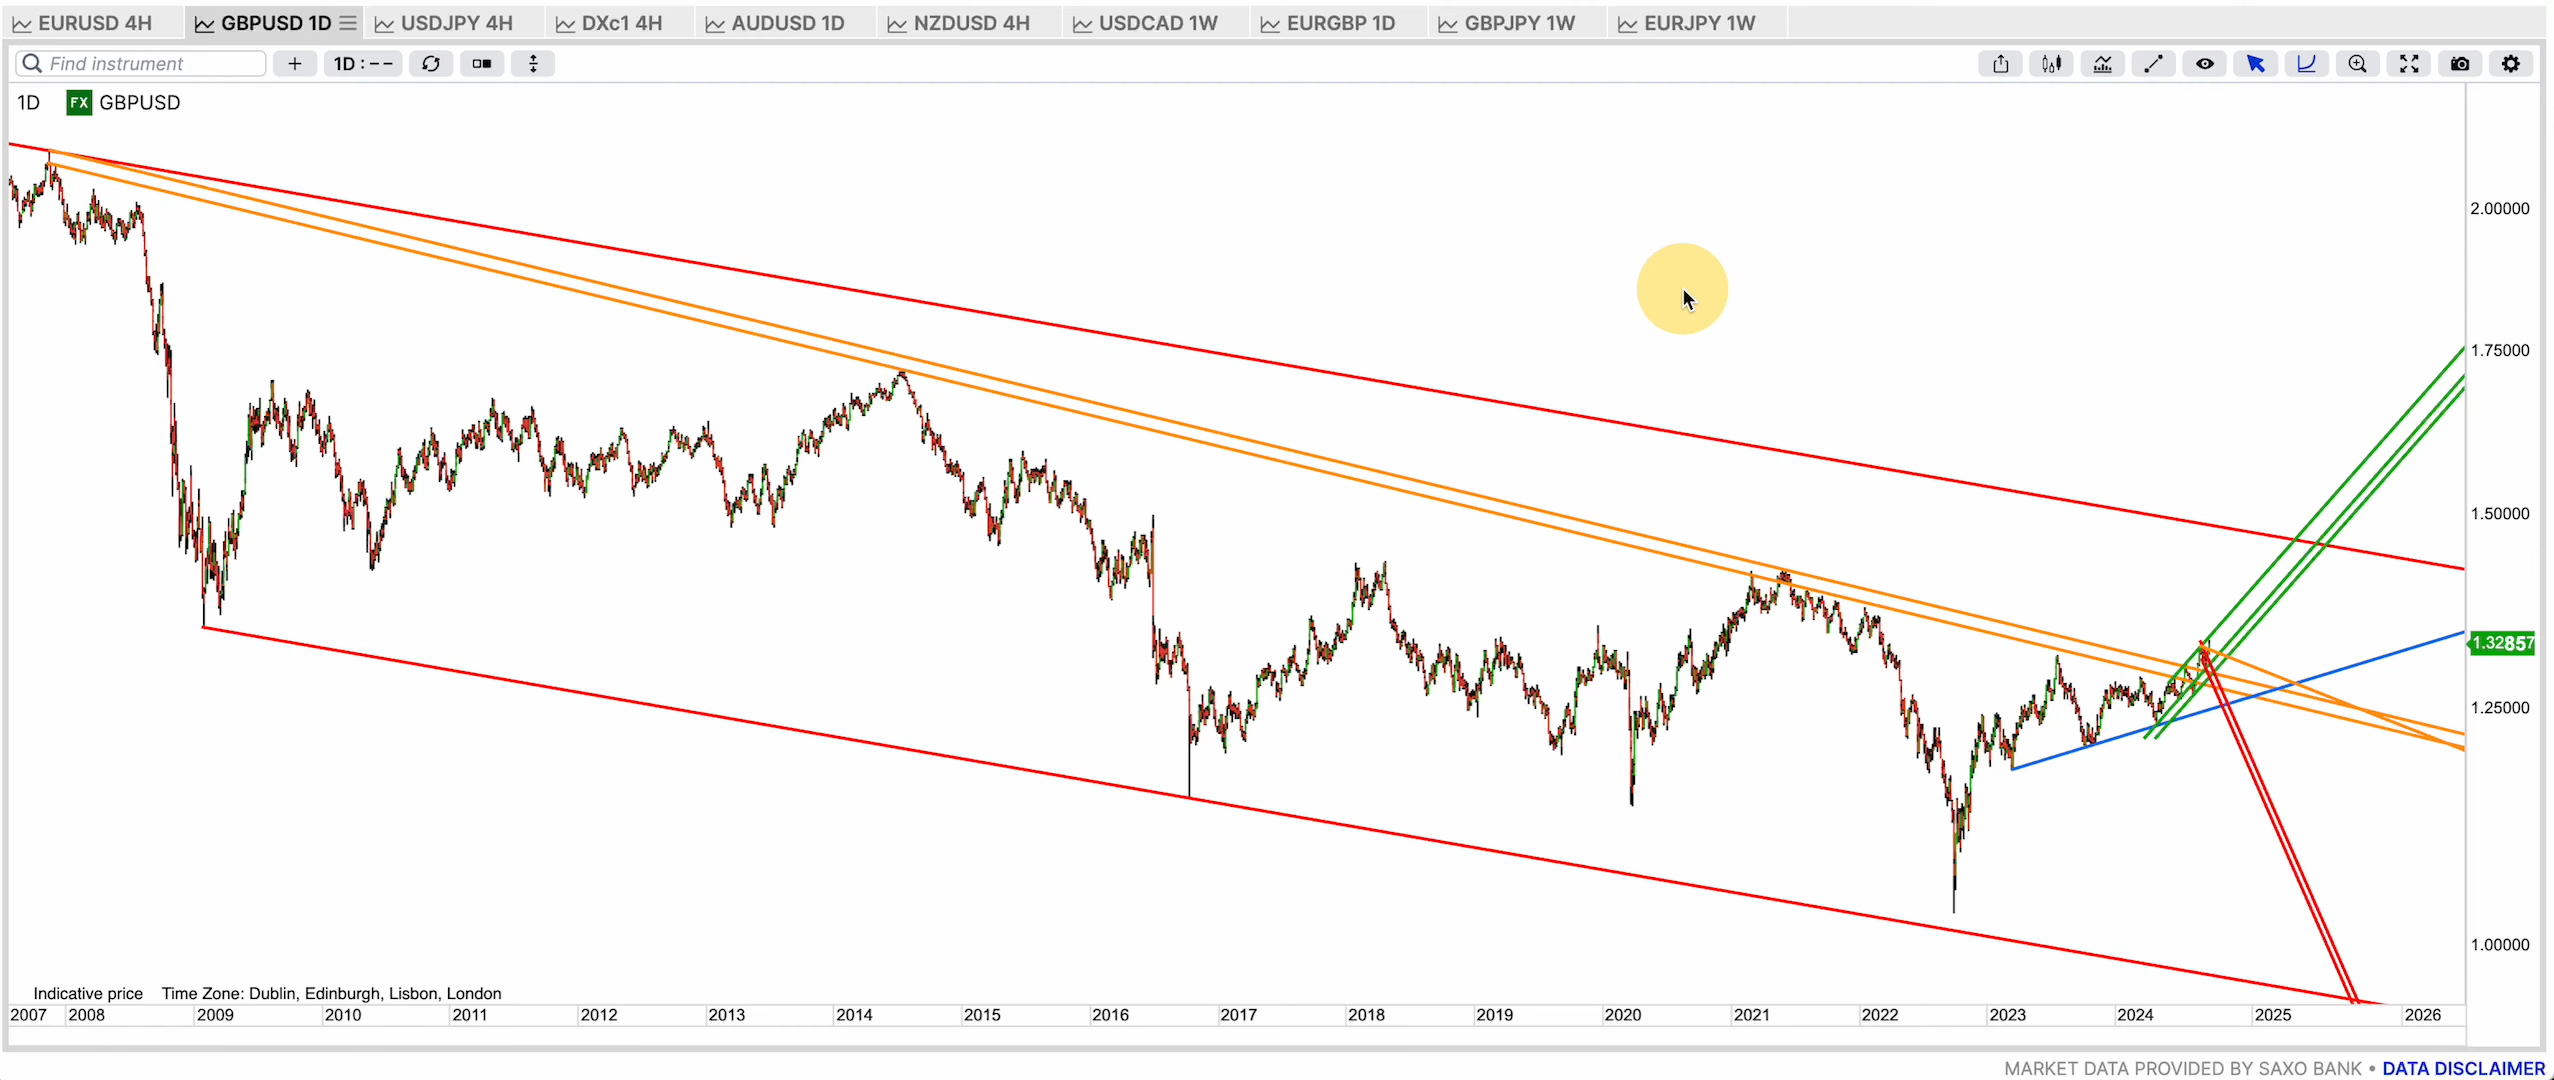 EURUSD 4H GBPUSD 1D USDJPY 4H DXc1 4H AUDUSD 1D NZDUSD 4H USDCAD 1W EURGBP 1D GBPJPY 1W EURJPY 1W
Find instrument + 1D : - -
1D FX GBPUSD
2.00000
1.75000
1.50000
1.32857
1.25000
1.00000
Indicative price Time Zone: Dublin, Edinburgh, Lisbon, London
2007 2008 2009 2010 2011 2012 2013 2014 2015 2016 2017 2018 2019 2020 2021 2022 2023 2024 2025 2026
MARKET DATA PROVIDED BY SAXO BANK • DATA DISCLAIMER